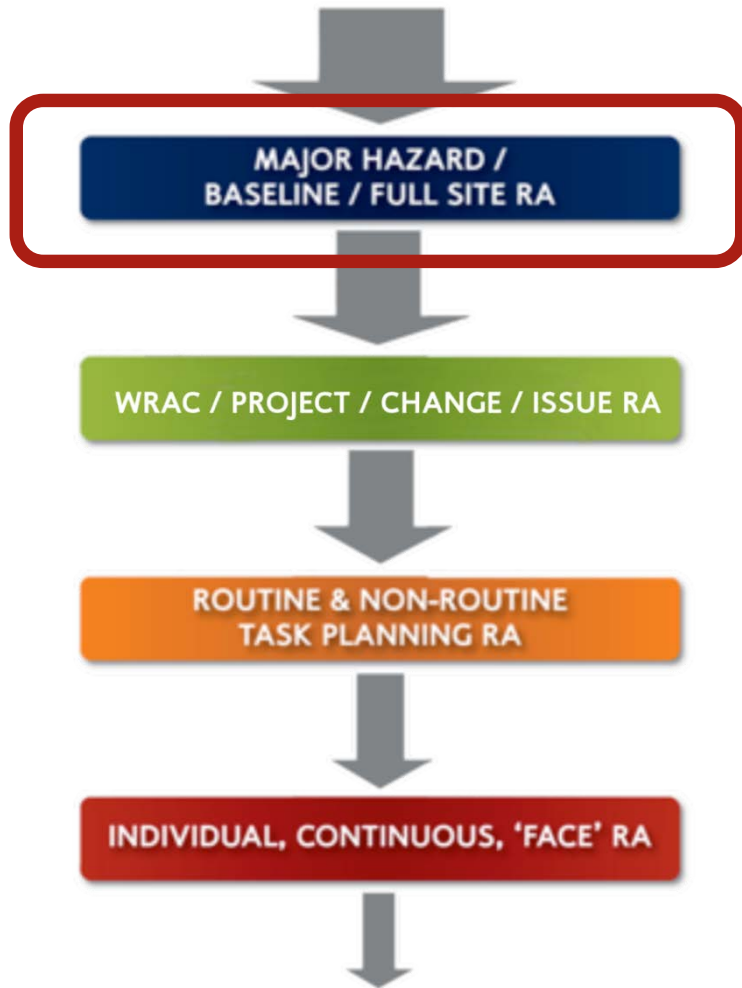 MAJOR HAZARD /
BASELINE / FULL SITE RA
WRAC / PROJECT / CHANGE / ISSUE RA
ROUTINE & NON-ROUTINE
TASK PLANNING RA
INDIVIDUAL, CONTINUOUS, ‘FACE’ RA